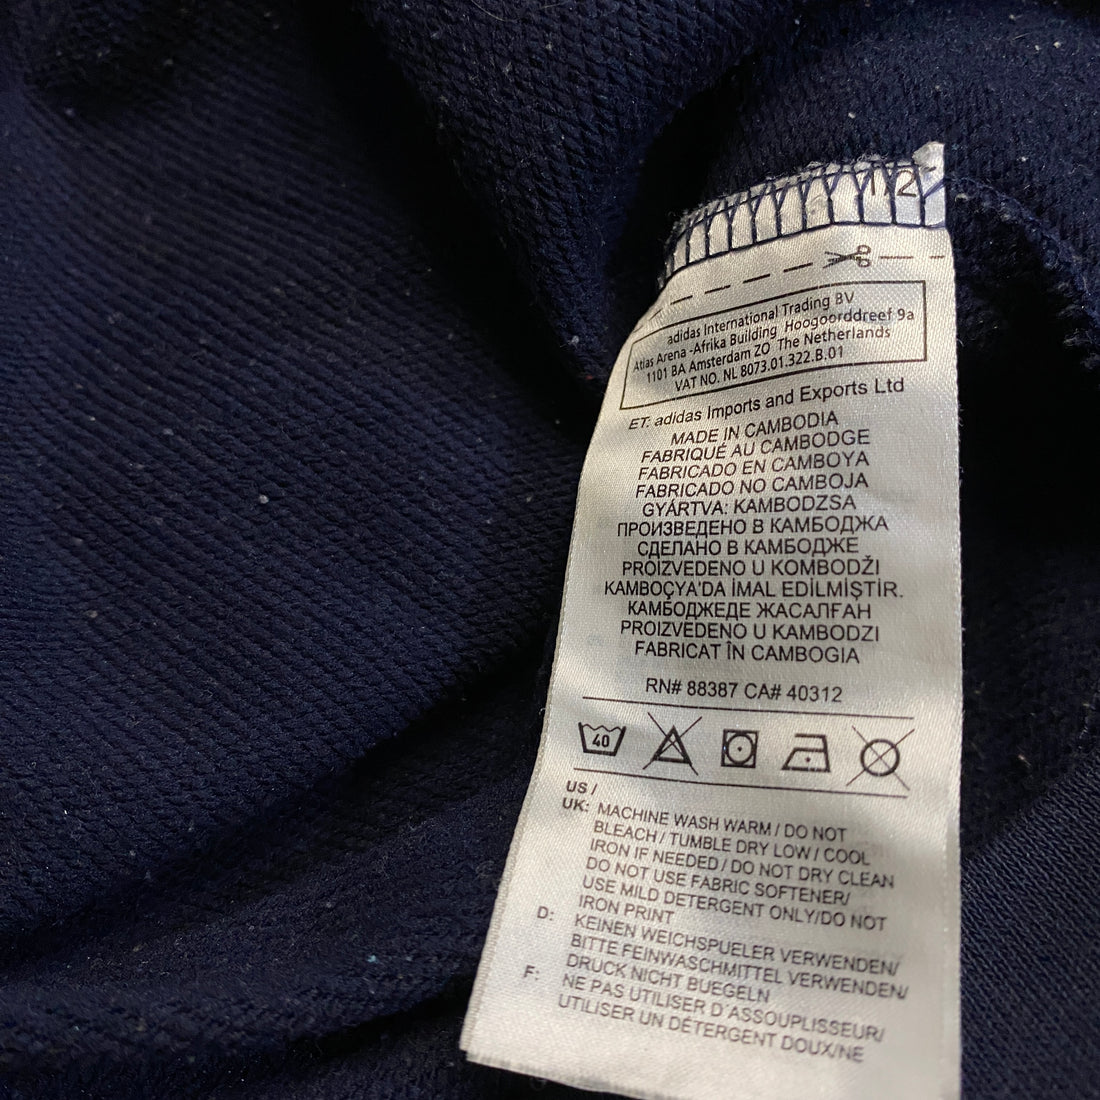 1/2
adidas International Trading BV
Atlas Arena -Afrika Building Hoogoorddreef 9a
1101 BA Amsterdam ZO The Netherlands
VAT NO. NL 8073.01.322.B.01
ET: adidas Imports and Exports Ltd
MADE IN CAMBODIA
FABRIQUÉ AU CAMBODGE
FABRICADO EN CAMBOYA
FABRICADO NO CAMBOJA
GYÁRTVA: KAMBODZSA
ПРОИЗВЕДЕНО В КАМБОДЖА
СДЕЛАНО В КАМБОДЖЕ
PROIZVEDENO U KOMBODŽI
KAMBOÇYA'DA İMAL EDİLMİŞTİR.
КАМБОДЖЕДЕ ЖАСАЛҒАН
PROIZVEDENO U KAMBODZI
FABRICAT ÎN CAMBOGIA
RN# 88387 CA# 40312
40
US /
UK: MACHINE WASH WARM / DO NOT
BLEACH / TUMBLE DRY LOW / COOL
IRON IF NEEDED / DO NOT DRY CLEAN
DO NOT USE FABRIC SOFTENER/
USE MILD DETERGENT ONLY/DO NOT
IRON PRINT
D: KEINEN WEICHSPUELER VERWENDEN/
BITTE FEINWASCHMITTEL VERWENDEN/
DRUCK NICHT BUEGELN
F: NE PAS UTILISER D´ASSOUPLISSEUR/
UTILISER UN DÉTERGENT DOUX/NE